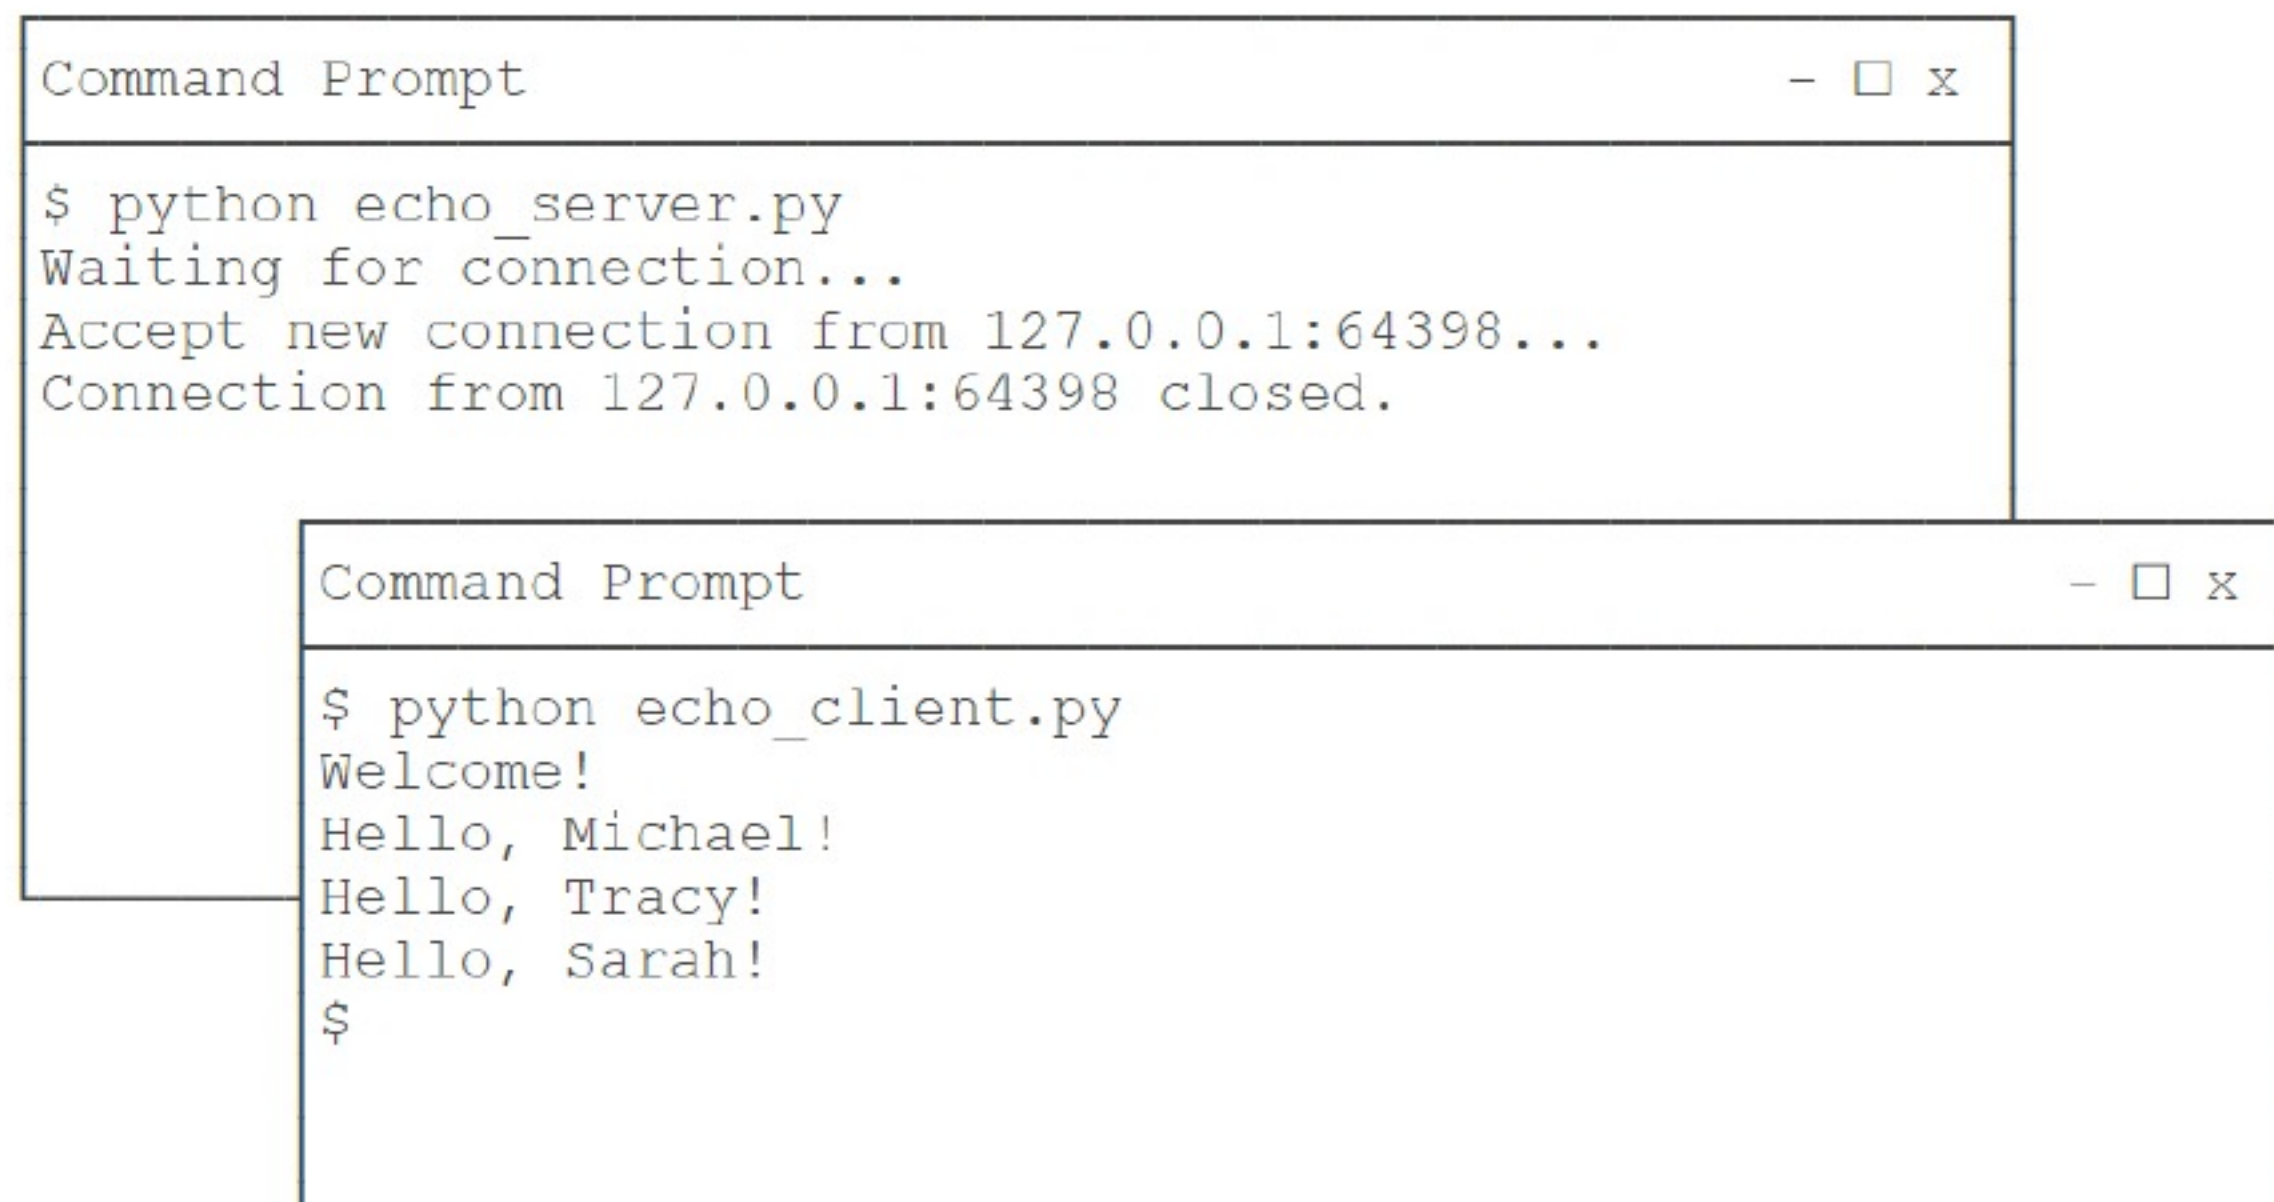 Command Prompt - □ x
$ python echo_server.py
Waiting for connection...
Accept new connection from 127.0.0.1:64398...
Connection from 127.0.0.1:64398 closed.
Command Prompt - □ x
$ python echo_client.py
Welcome!
Hello, Michael!
Hello, Tracy!
Hello, Sarah!
$